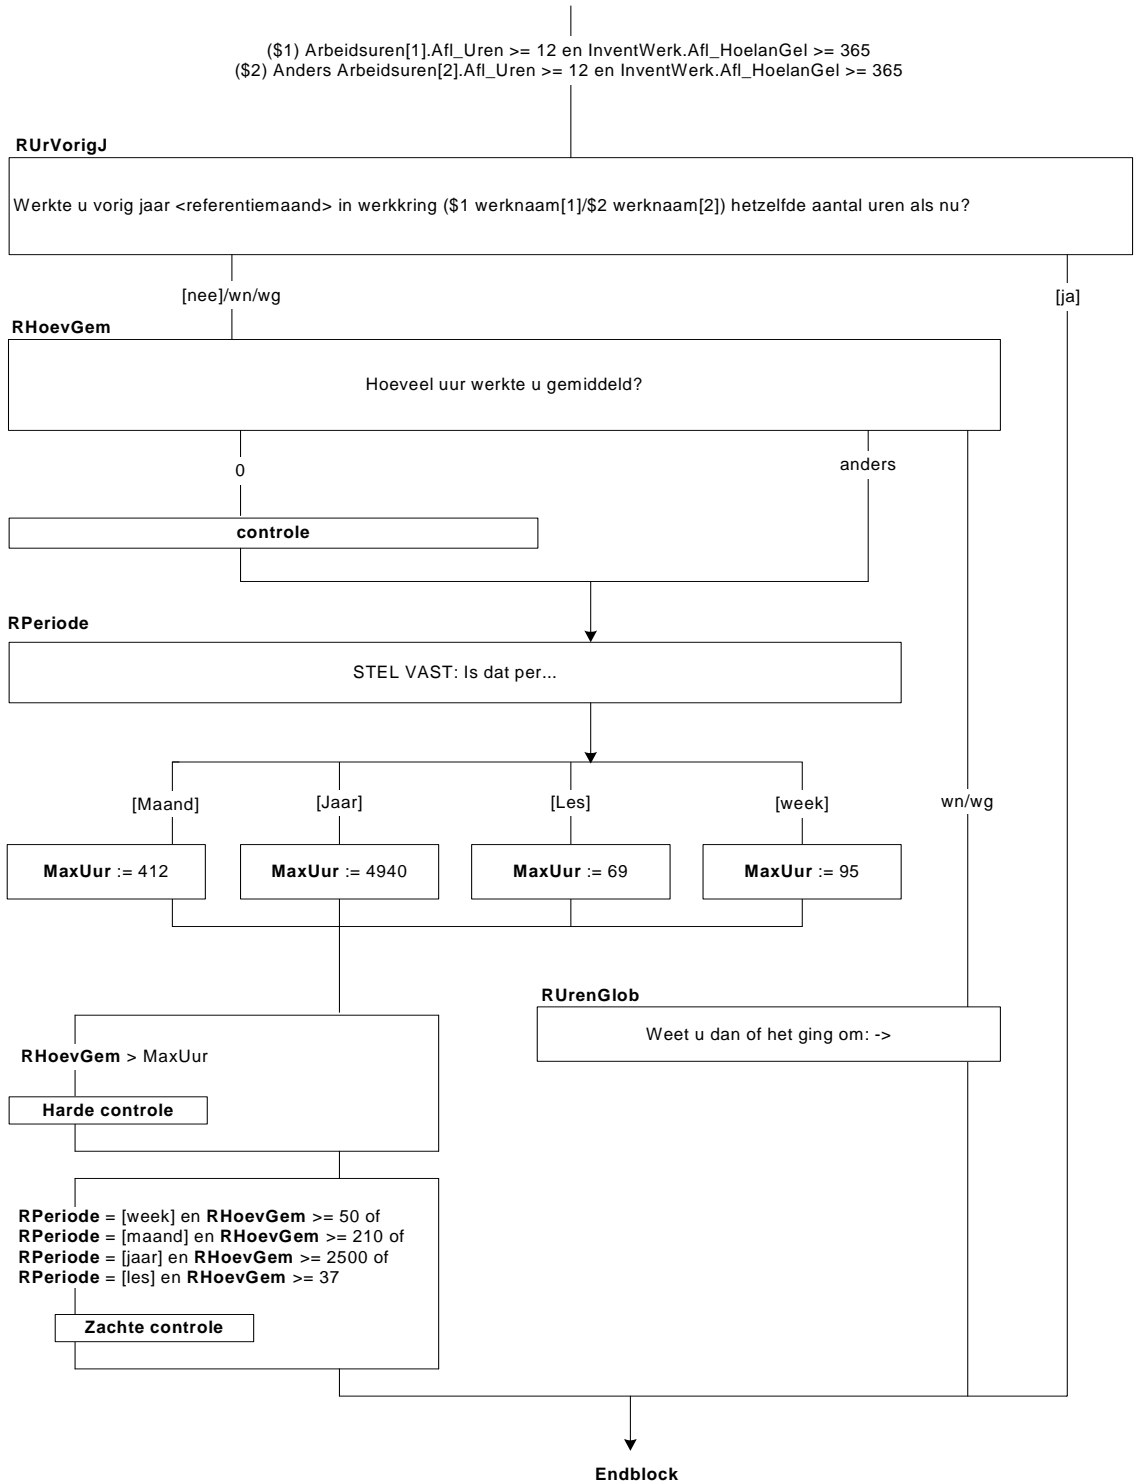 ($1) Arbeidsuren[1].Afl_Uren >= 12 en InventWerk.Afl_HoelanGel >= 365
($2) Anders Arbeidsuren[2].Afl_Uren >= 12 en InventWerk.Afl_HoelanGel >= 365
RUrVorigJ
Werkte u vorig jaar <referentiemaand> in werkkring ($1 werknaam[1]/$2 werknaam[2]) hetzelfde aantal uren als nu?
[nee]/wn/wg
[ja]
RHoevGem
Hoeveel uur werkte u gemiddeld?
0
anders
controle
RPeriode
STEL VAST: Is dat per...
[Maand]
[Jaar]
[Les]
[week]
wn/wg
MaxUur := 412
MaxUur := 4940
MaxUur := 69
MaxUur := 95
RUrenGlob
Weet u dan of het ging om: ->
RHoevGem > MaxUur
Harde controle
RPeriode = [week] en RHoevGem >= 50 of
RPeriode = [maand] en RHoevGem >= 210 of
RPeriode = [jaar] en RHoevGem >= 2500 of
RPeriode = [les] en RHoevGem >= 37
Zachte controle
Endblock